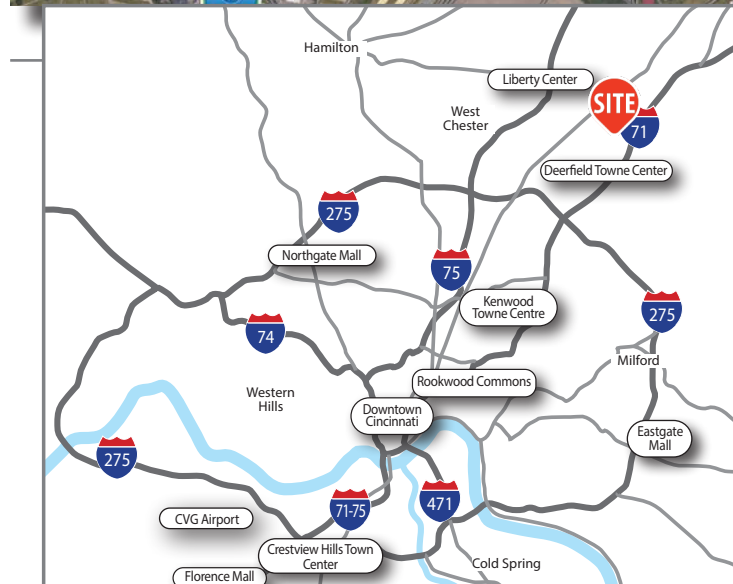 Hamilton
Liberty Center
SITE
West
Chester
71
Deerfield Towne Center
275
Northgate Mall
75
Kenwood
Towne Centre
275
74
Milford
Rookwood Commons
Western
Hills
Downtown
Cincinnati
Eastgate
Mall
275
71-75
471
CVG Airport
Crestview Hills Town
Center
Cold Spring
Florence Mall